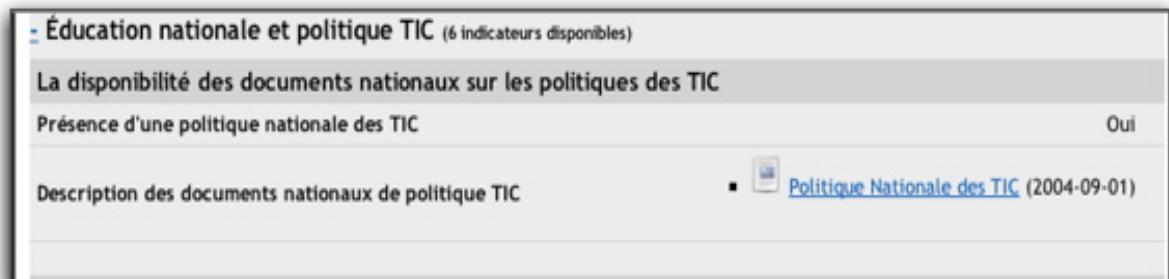 - Éducation nationale et politique TIC (6 indicateurs disponibles)
La disponibilité des documents nationaux sur les politiques des TIC
Présence d'une politique nationale des TIC Oui
Description des documents nationaux de politique TIC ▪ Politique Nationale des TIC (2004-09-01)